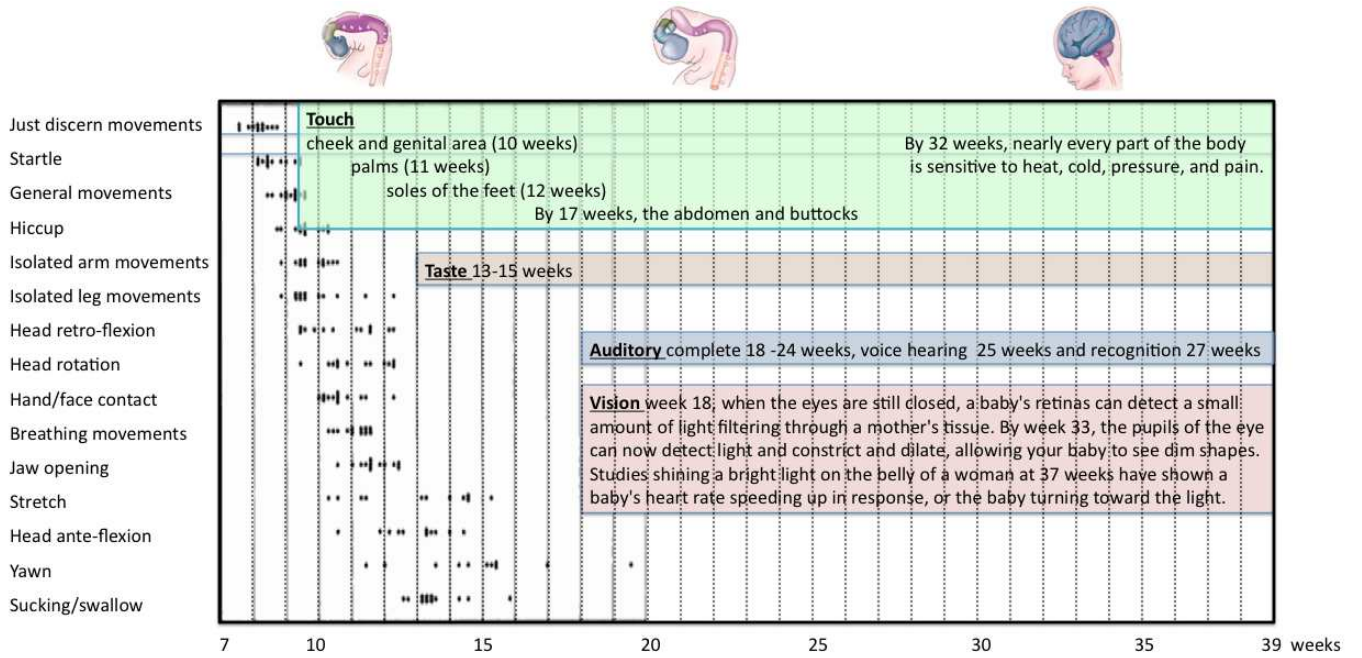 Just discern movements
Startle
General movements
Hiccup
Isolated arm movements
Isolated leg movements
Head retro-flexion
Head rotation
Hand/face contact
Breathing movements
Jaw opening
Stretch
Head ante-flexion
Yawn
Sucking/swallow
Touch
cheek and genital area (10 weeks)
palms (11 weeks)
soles of the feet (12 weeks)
By 17 weeks, the abdomen and buttocks
By 32 weeks, nearly every part of the body
is sensitive to heat, cold, pressure, and pain.
Taste 13-15 weeks
Auditory complete 18 -24 weeks, voice hearing 25 weeks and recognition 27 weeks
Vision week 18, when the eyes are still closed, a baby's retinas can detect a small
amount of light filtering through a mother's tissue. By week 33, the pupils of the eye
can now detect light and constrict and dilate, allowing your baby to see dim shapes.
Studies shining a bright light on the belly of a woman at 37 weeks have shown a
baby's heart rate speeding up in response, or the baby turning toward the light.
7 10 15 20 25 30 35 39 weeks